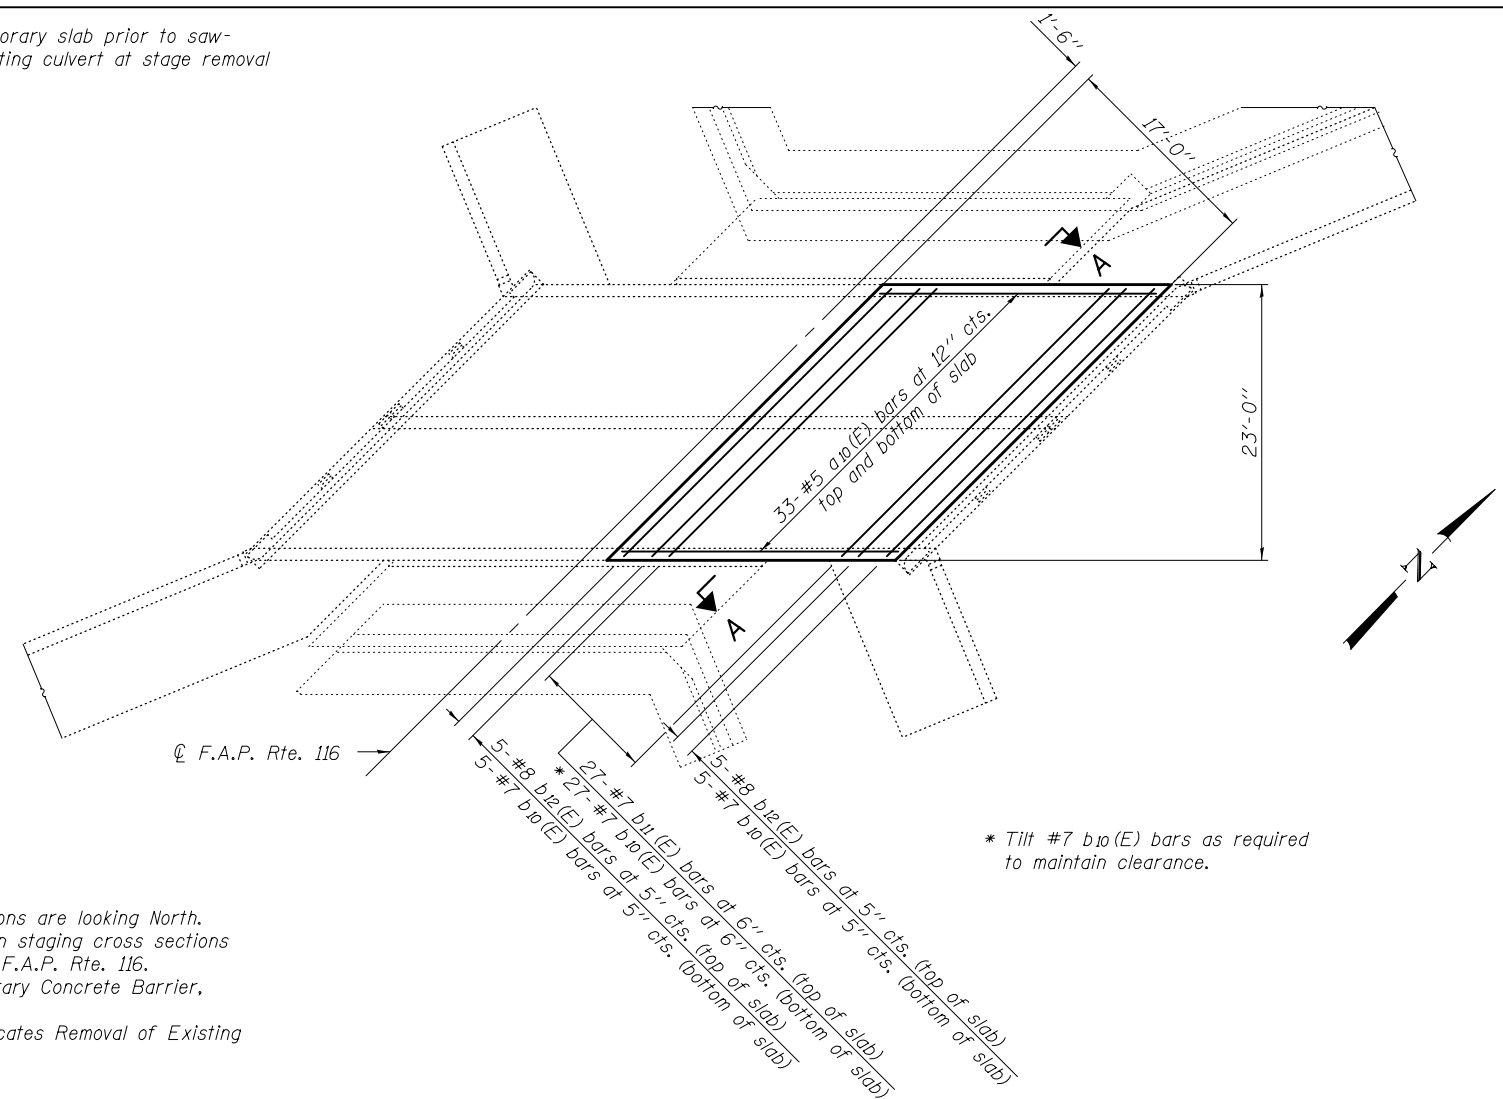 orary slab prior to saw-
ting culvert at stage removal
1'-6''
17'-0''
A
33-#5 a10(E) bars at 12'' cts.
top and bottom of slab
23'-0''
N
A
℄ F.A.P. Rte. 116
5-#8 b12(E) bars at 5'' cts. (top of slab)
5-#7 b10(E) bars at 5'' cts. (bottom of slab)
27-#7 b11(E) bars at 6'' cts. (top of slab)
* 27-#7 b10(E) bars at 6'' cts. (bottom of slab)
5-#8 b12(E) bars at 5'' cts. (top of slab)
5-#7 b10(E) bars at 5'' cts. (bottom of slab)
* Tilt #7 b10(E) bars as required
to maintain clearance.
ons are looking North.
n staging cross sections
F.A.P. Rte. 116.
ary Concrete Barrier,
cates Removal of Existing